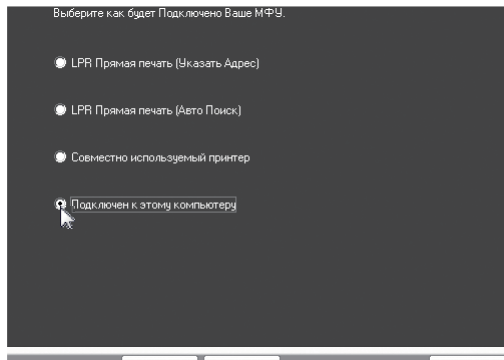 Выберите как будет Подключено Ваше МФУ.
LPR Прямая печать (Указать Адрес)
LPR Прямая печать (Авто Поиск)
Совместно используемый принтер
Подключен к этому компьютеру